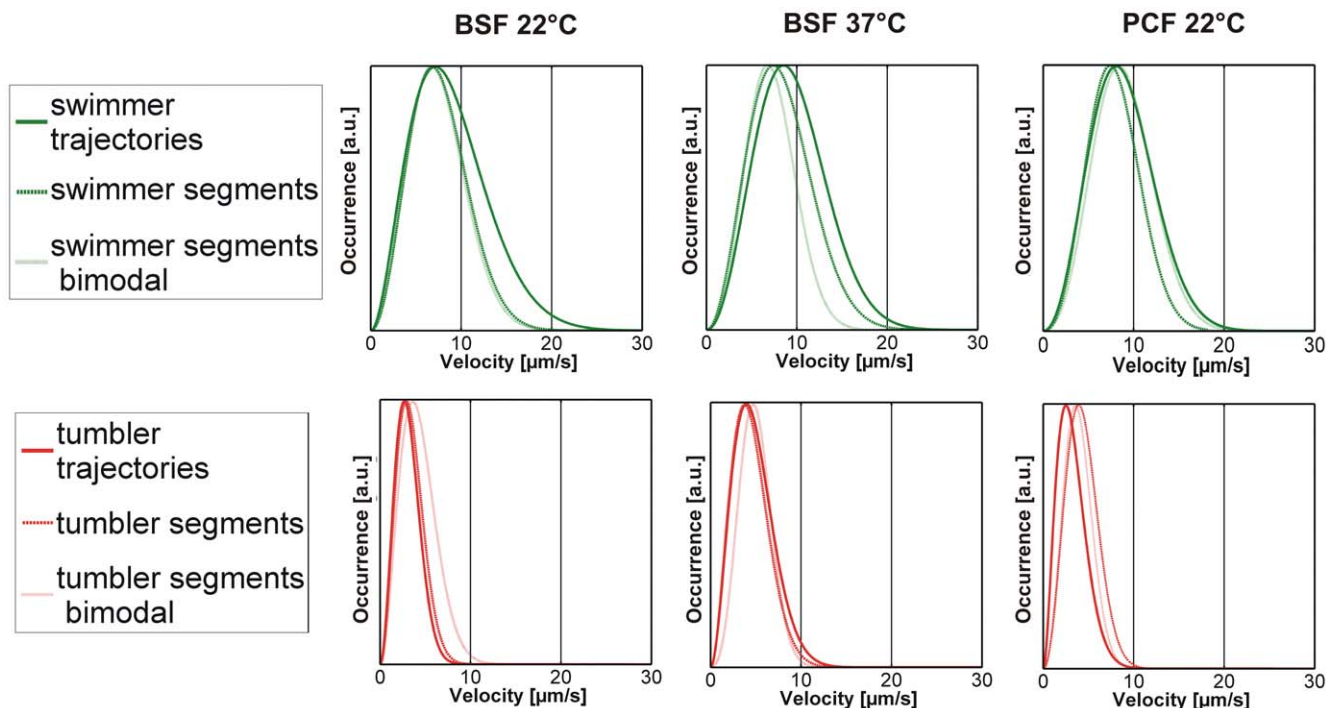 BSF 22°C
BSF 37°C
PCF 22°C
swimmer
trajectories
swimmer segments
swimmer segments
bimodal
Occurrence [a.u.]
0 10 20 30
Velocity [µm/s]
Occurrence [a.u.]
0 10 20 30
Velocity [µm/s]
Occurrence [a.u.]
0 10 20 30
Velocity [µm/s]
tumbler
trajectories
tumbler segments
tumbler segments
bimodal
Occurrence [a.u.]
0 10 20 30
Velocity [µm/s]
Occurrence [a.u.]
0 10 20 30
Velocity [µm/s]
Occurrence [a.u.]
0 10 20 30
Velocity [µm/s]